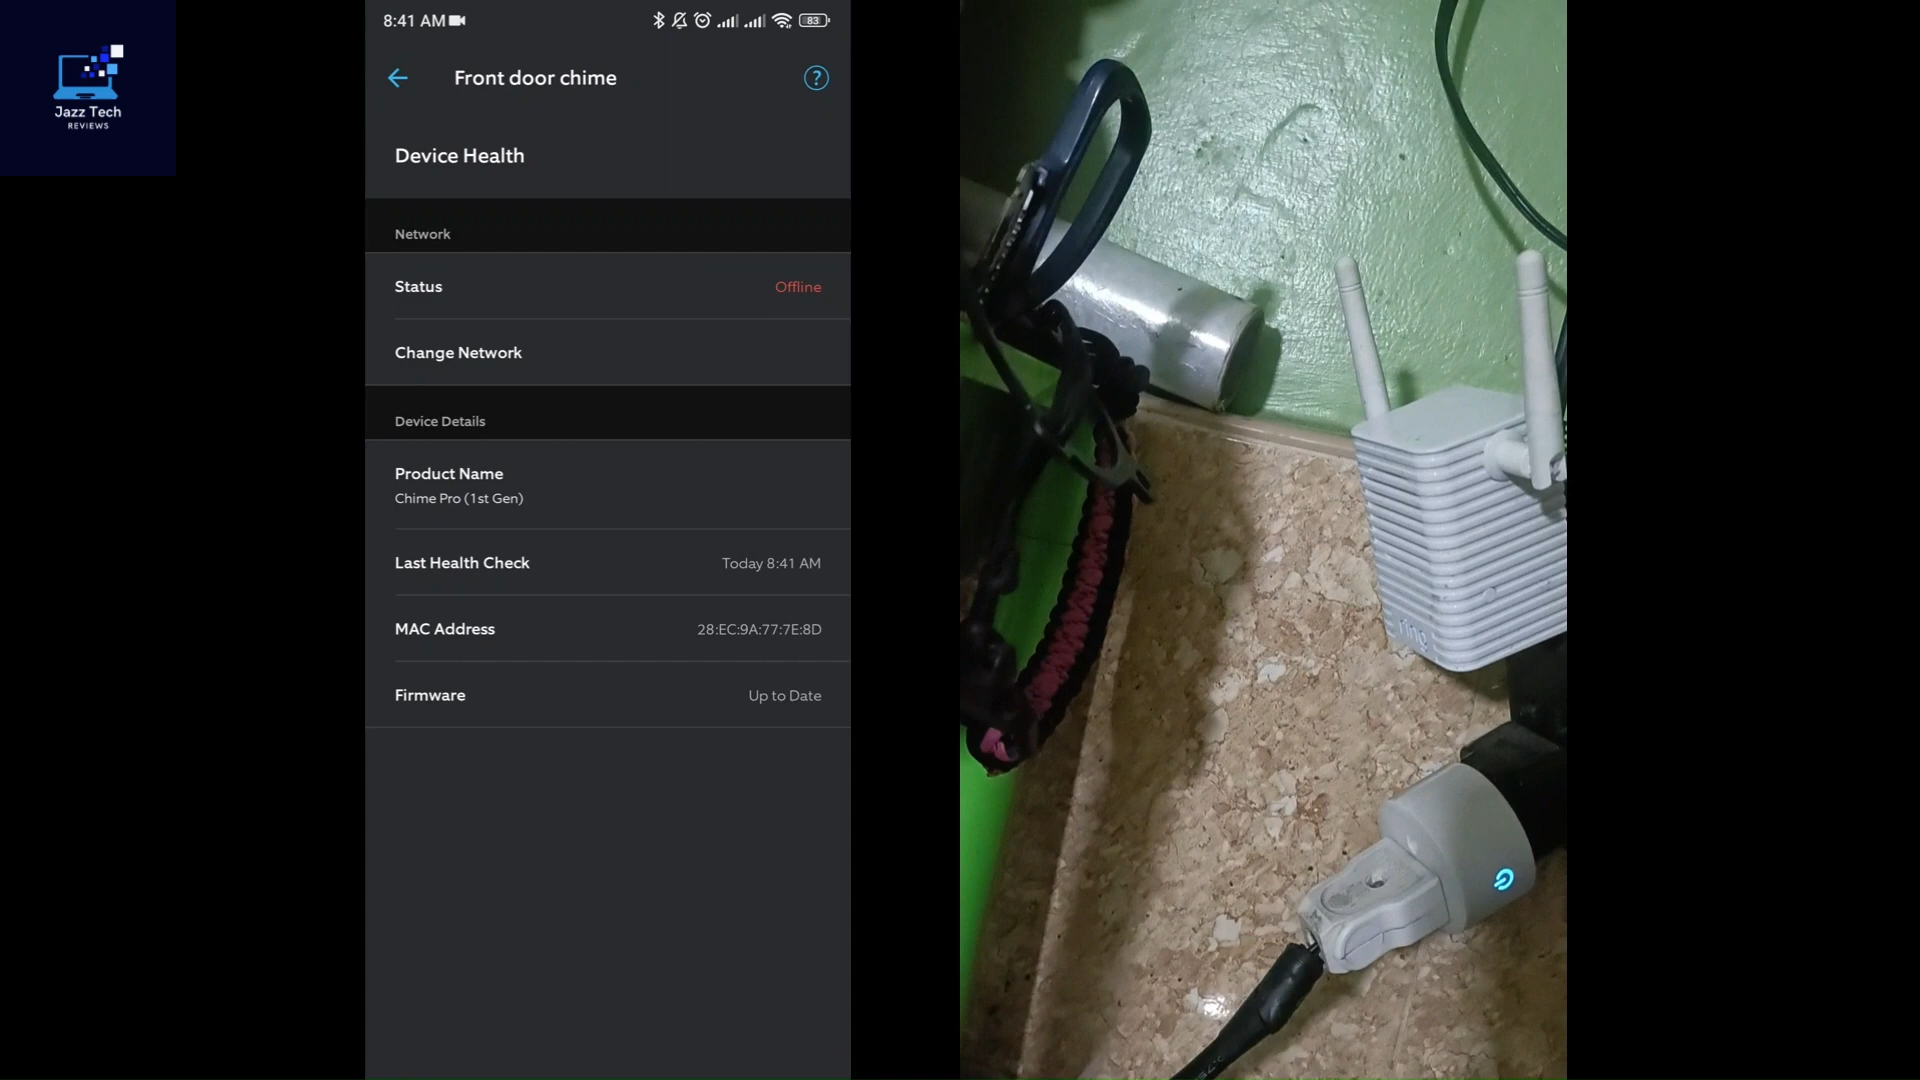 Jazz Tech
REVIEWS
8:41 AM
83
Front door chime
?
Device Health
Network
Status
Offline
Change Network
Device Details
Product Name
Chime Pro (1st Gen)
Last Health Check
Today 8:41 AM
MAC Address
28:EC:9A:77:7E:8D
Firmware
Up to Date
ring